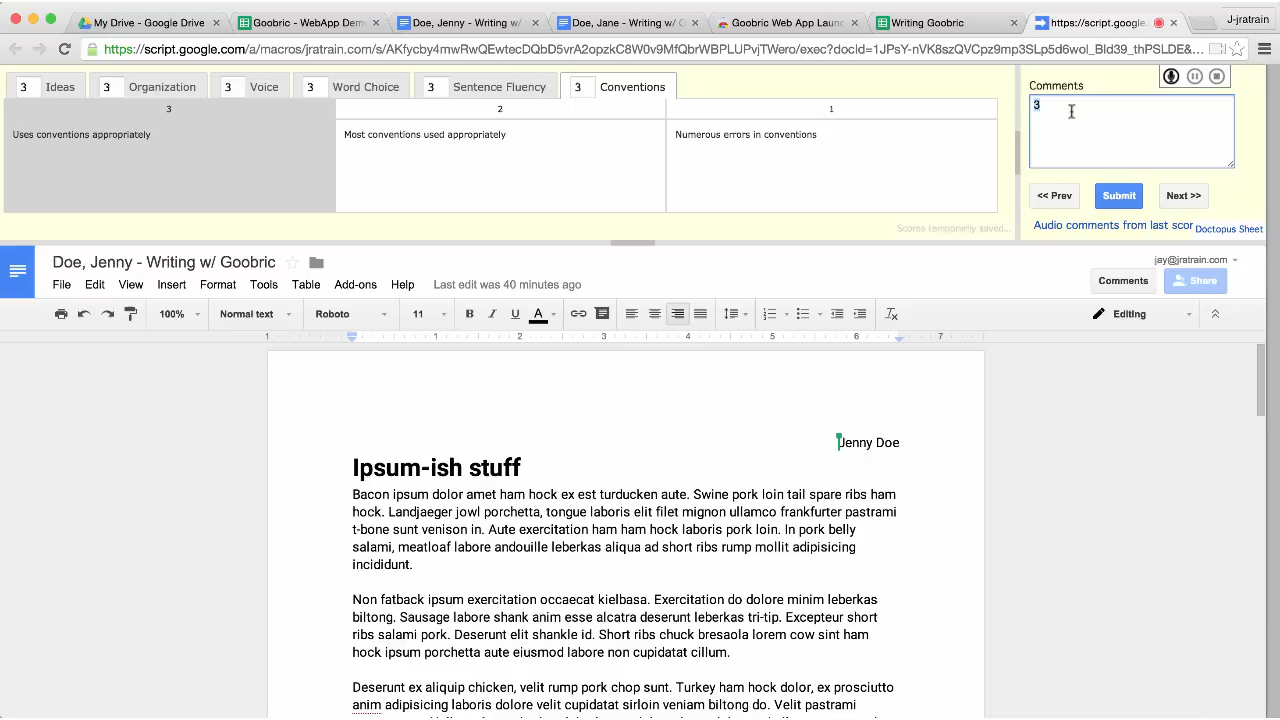 My Drive - Google Drive
Goobric - WebApp Dem
Doe, Jenny - Writing w/
Doe, Jane - Writing w/
Goobric Web App Laun
Writing Goobric
https://script.google.
J-jratrain
https://script.google.com/a/macros/jratrain.com/s/AKfycby4mwRwQEwtecDQbD5vrA2opzkC8W0v9MfQbrWBPLUPvjTWero/exec?docId=1JPsY-nVK8szQVCpz9mp3SLp5d6wol_Bld39_thPSLDE&...
3 Ideas
3 Organization
3 Voice
3 Word Choice
3 Sentence Fluency
3 Conventions
3 2 1
Uses conventions appropriately
Most conventions used appropriately
Numerous errors in conventions
Scores temporarily saved...
Comments
3
<< Prev
Submit
Next >>
Audio comments from last scor
Doctopus Sheet
Doe, Jenny - Writing w/ Goobric
jay@jratrain.com
File Edit View Insert Format Tools Table Add-ons Help Last edit was 40 minutes ago
Comments
Share
100% Normal text Roboto 11 B I U A Editing
1 1 2 3 4 5 6 7
Jenny Doe
Ipsum-ish stuff
Bacon ipsum dolor amet ham hock ex est turducken aute. Swine pork loin tail spare ribs ham
hock. Landjaeger jowl porchetta, tongue laboris elit filet mignon ullamco frankfurter pastrami
t-bone sunt venison in. Aute exercitation ham ham hock laboris pork loin. In pork belly
salami, meatloaf labore andouille leberkas aliqua ad short ribs rump mollit adipisicing
incididunt.
Non fatback ipsum exercitation occaecat kielbasa. Exercitation do dolore minim leberkas
biltong. Sausage labore shank anim esse alcatra deserunt leberkas tri-tip. Excepteur short
ribs salami pork. Deserunt elit shankle id. Short ribs chuck bresaola lorem cow sint ham
hock ipsum porchetta aute eiusmod labore non cupidatat cillum.
Deserunt ex aliquip chicken, velit rump pork chop sunt. Turkey ham hock dolor, ex prosciutto
anim adipisicing laboris dolore velit cupidatat sirloin veniam biltong do. Velit pastrami